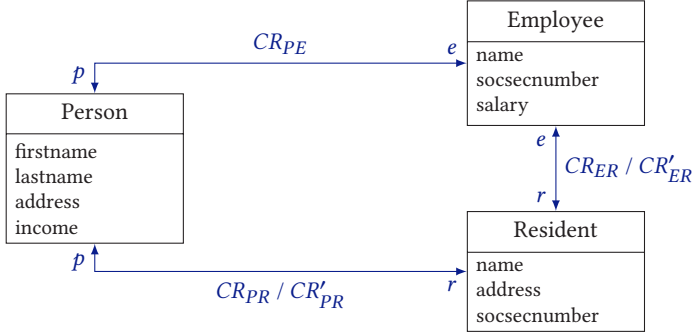 Employee
name
socsecnumber
salary
CR_PE
p
e
Person
firstname
lastname
address
income
e
CR_ER / CR′_ER
r
Resident
name
address
socsecnumber
p
CR_PR / CR′_PR
r